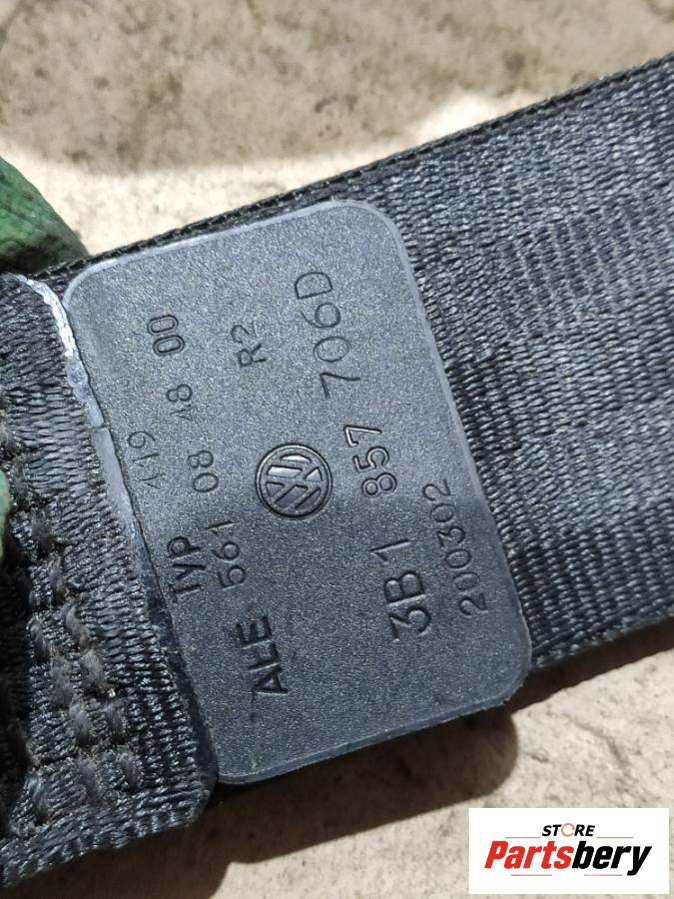 419
TYP
ALE 561 08 48 00
R2
3B1 857 706D
200302
STORE
Partsbery